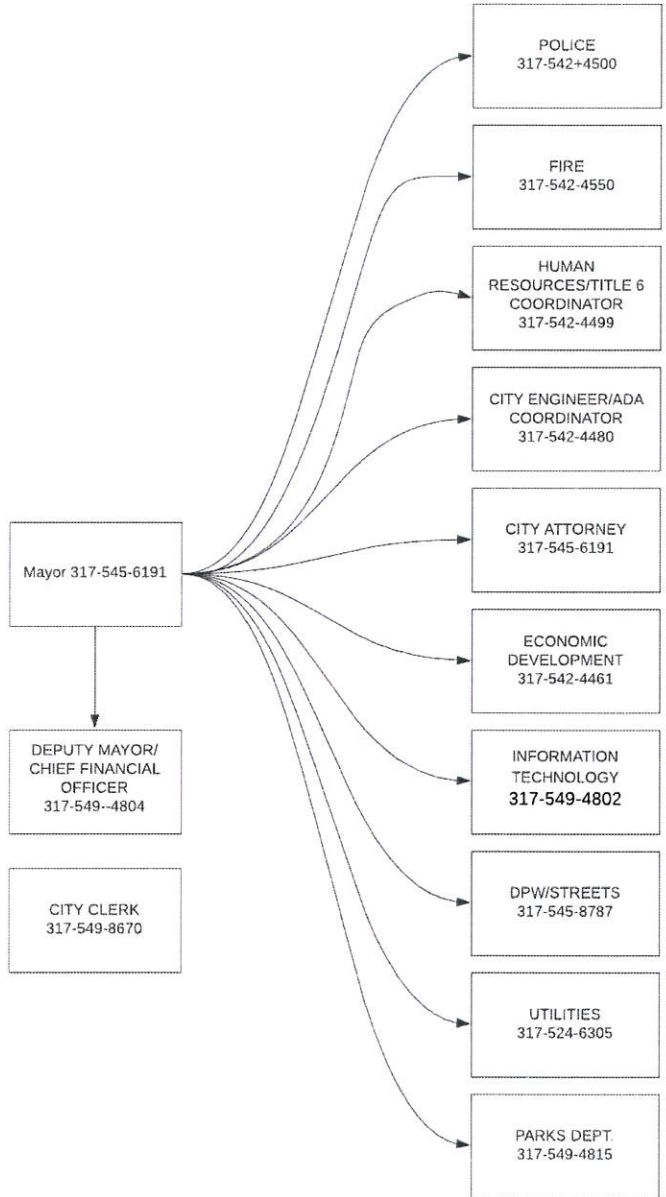 POLICE
317-542+4500
FIRE
317-542-4550
HUMAN
RESOURCES/TITLE 6
COORDINATOR
317-542-4499
CITY ENGINEER/ADA
COORDINATOR
317-542-4480
CITY ATTORNEY
317-545-6191
ECONOMIC
DEVELOPMENT
317-542-4461
INFORMATION
TECHNOLOGY
317-549-4802
DPW/STREETS
317-545-8787
UTILITIES
317-524-6305
PARKS DEPT.
317-549-4815
Mayor 317-545-6191
DEPUTY MAYOR/
CHIEF FINANCIAL
OFFICER
317-549--4804
CITY CLERK
317-549-8670